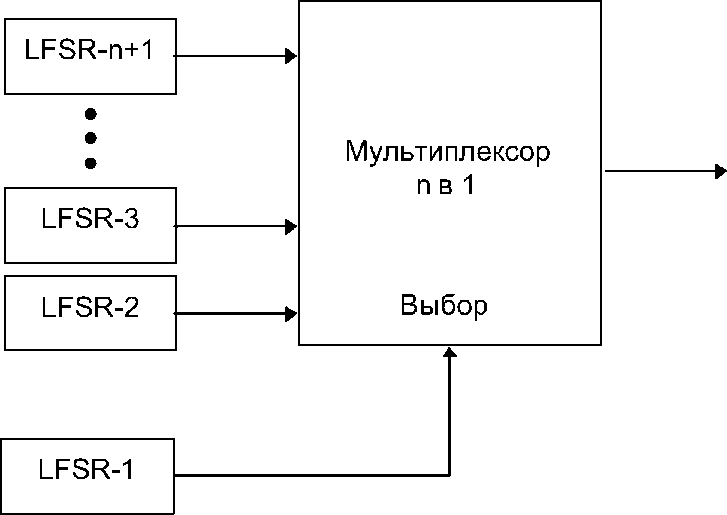 LFSR-n+1
Мультиплексор
n в 1
LFSR-3
LFSR-2
Выбор
LFSR-1